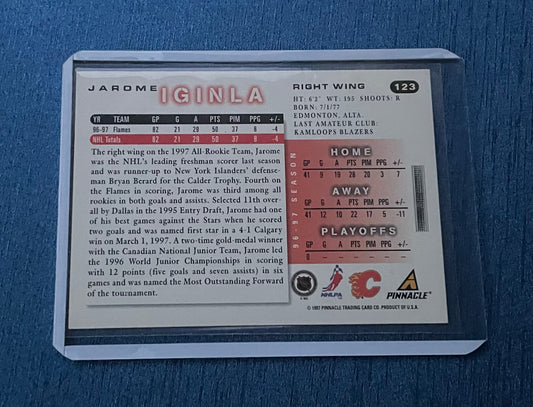 JAROME IGINLA
RIGHT WING 123
HT: 6'2" WT: 195 SHOOTS: R
BORN: 7/1/77
EDMONTON, ALTA.
LAST AMATEUR CLUB:
KAMLOOPS BLAZERS
YR TEAM GP G A PTS PIM PPG +/-
96-97 Flames 82 21 29 50 37 8 -4
NHL Totals 82 21 29 50 37 8 -4
The right wing on the 1997 All-Rookie Team, Jarome
was the NHL's leading freshman scorer last season
and was runner-up to New York Islanders' defense-
man Bryan Berard for the Calder Trophy. Fourth on
the Flames in scoring, Jarome was third among all
rookies in both goals and assists. Selected 11th over-
all by Dallas in the 1995 Entry Draft, Jarome had one
of his best games against the Stars when he scored
two goals and was named first star in a 4-1 Calgary
win on March 1, 1997. A two-time gold-medal winner
with the Canadian National Junior Team, Jarome led
the 1996 World Junior Championships in scoring
with 12 points (five goals and seven assists) in six
games and was named the Most Outstanding Forward
of the tournament.
96-97 SEASON
HOME
GP G A PTS PIM PPG +/-
41 11 17 7
AWAY
GP G A PTS PIM PPG +/-
41 10 12 -11
PLAYOFFS
GP G A PTS PIM PPG +/-
0 - - - - - -
NHL
NHLPA
PINNACLE
© 1997 PINNACLE TRADING CARD CO. PRODUCT OF U.S.A.